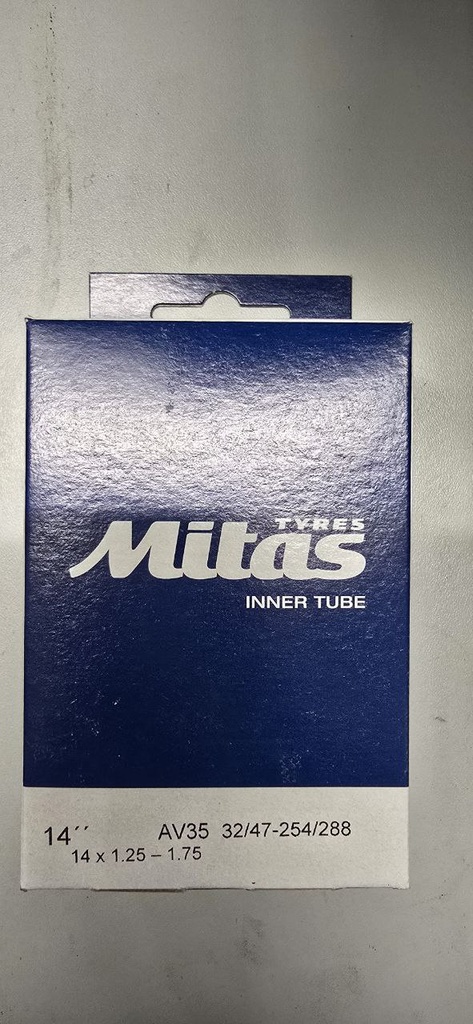 TYRES
Mitas
INNER TUBE
14´´ AV35 32/47-254/288
14 x 1.25 – 1.75